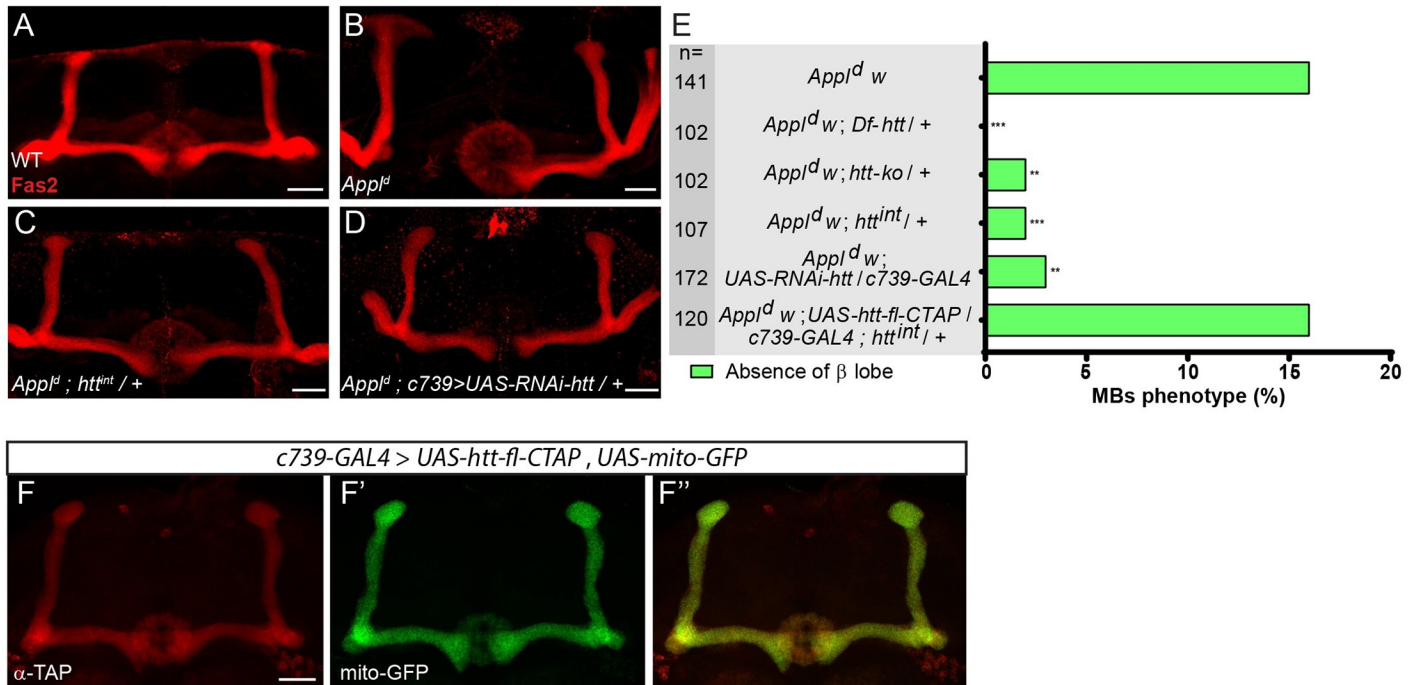 A
WT
Fas2
B
Appl^d
C
Appl^d ; htt^int / +
D
Appl^d ; c739>UAS-RNAi-htt / +
E
n=
141 Appl^d w
102 Appl^d w ; Df-htt / + ***
102 Appl^d w ; htt-ko / + **
107 Appl^d w ; htt^int / + ***
Appl^d w ;
172 UAS-RNAi-htt / c739-GAL4 **
120 Appl^d w ; UAS-htt-fl-CTAP /
c739-GAL4 ; htt^int / +
0 5 10 15 20
Absence of β lobe
MBs phenotype (%)
c739-GAL4 > UAS-htt-fl-CTAP , UAS-mito-GFP
F
α-TAP
F’
mito-GFP
F’’